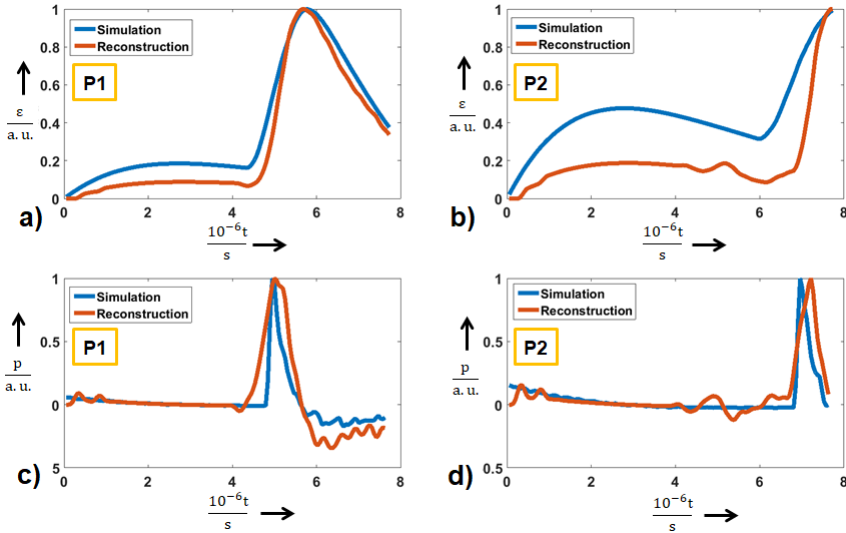 Simulation
Reconstruction
P1
ε
a. u.
1
0.8
0.6
0.4
0.2
0
0 2 4 6 8
a)
10⁻⁶t
s
Simulation
Reconstruction
P2
ε
a. u.
1
0.8
0.6
0.4
0.2
0
0 2 4 6 8
b)
10⁻⁶t
s
Simulation
Reconstruction
P1
p
a. u.
1
5
0
5
0 2 4 6 8
c)
10⁻⁶t
s
Simulation
Reconstruction
P2
p
a. u.
1
0.5
0
0.5
0 2 4 6 8
d)
10⁻⁶t
s